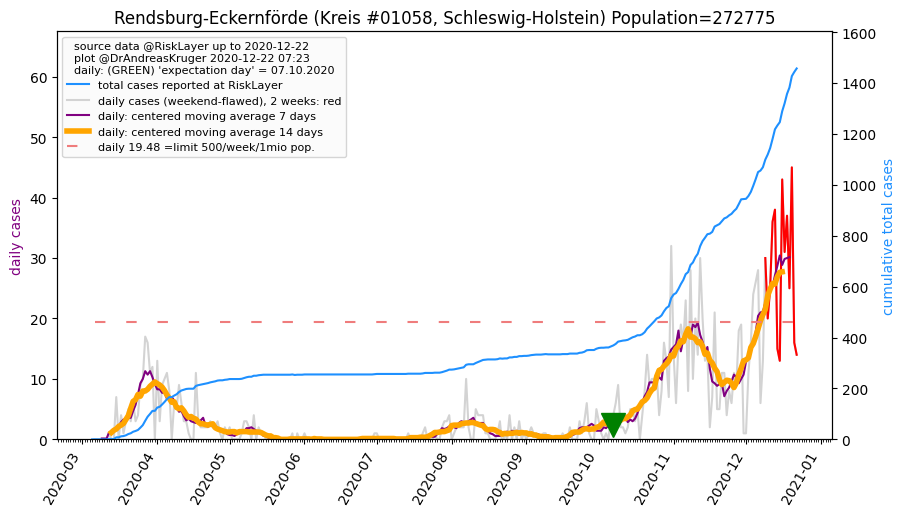 Rendsburg-Eckernförde (Kreis #01058, Schleswig-Holstein) Population=272775
source data @RiskLayer up to 2020-12-22
plot @DrAndreasKruger 2020-12-22 07:23
daily: (GREEN) 'expectation day' = 07.10.2020
total cases reported at RiskLayer
daily cases (weekend-flawed), 2 weeks: red
daily: centered moving average 7 days
daily: centered moving average 14 days
daily 19.48 =limit 500/week/1mio pop.
daily cases
60
50
40
30
20
10
0
cumulative total cases
1600
1400
1200
1000
800
600
400
200
0
2020-03
2020-04
2020-05
2020-06
2020-07
2020-08
2020-09
2020-10
2020-11
2020-12
2021-01